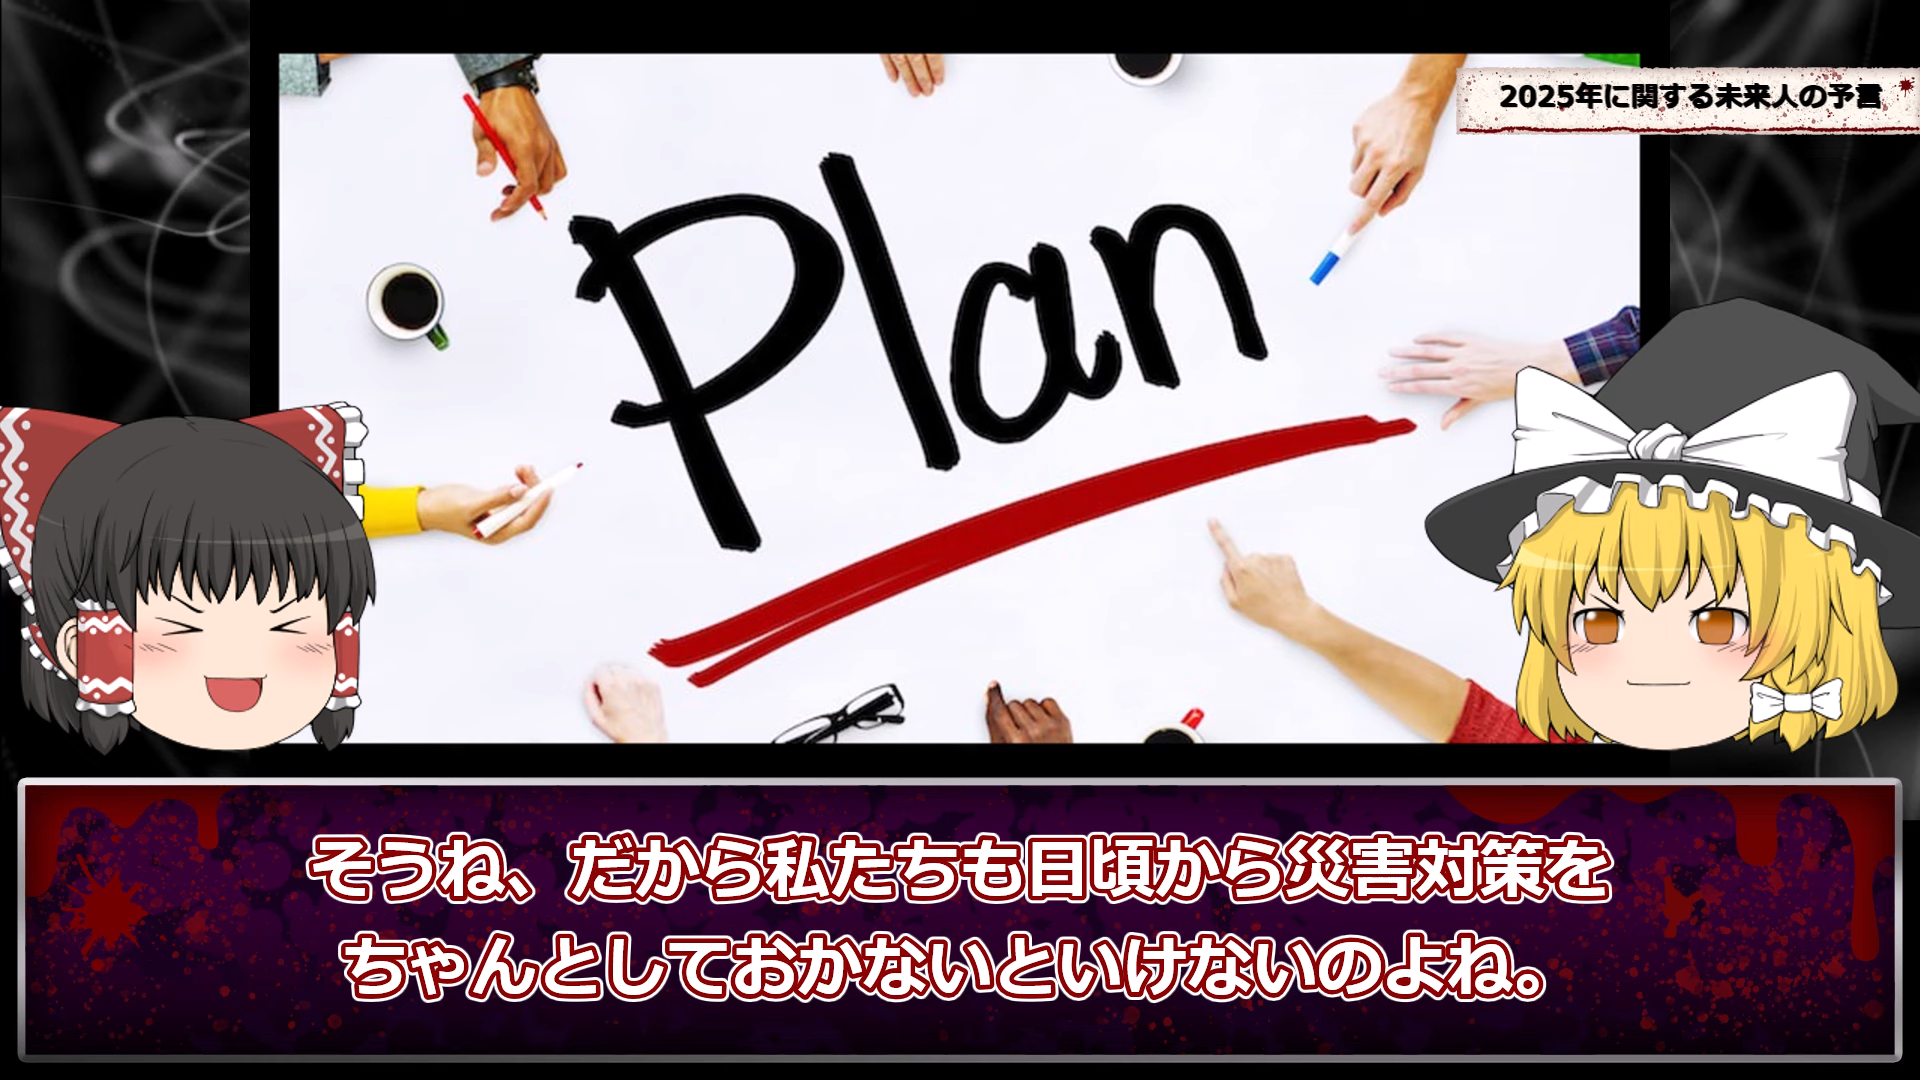 2025年に関する未来人の予言
Plan
そうね、だから私たちも日頃から災害対策を
ちゃんとしておかないといけないのよね。